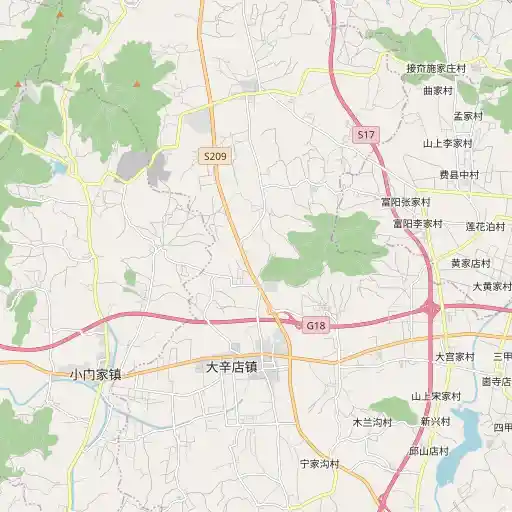 接奇施家庄村
曲家村
孟家村
S17
山上李家村
S209
费县中村
富阳张家村
富阳李家村
莲花泊村
黄家店村
大黄家村
G18
大宫家村
三甲
大辛店镇
小门家镇
崮寺店
山上宋家村
木兰沟村
新兴村
四甲
邱山店村
宁家沟村